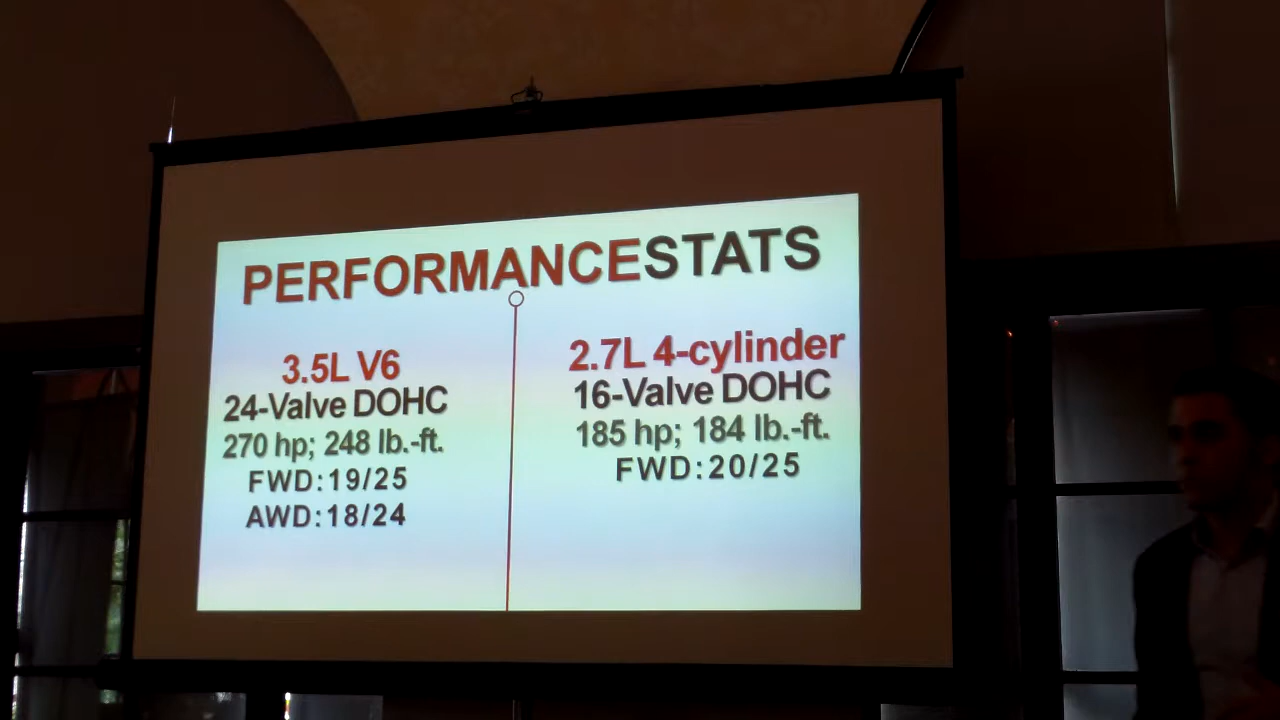 PERFORMANCESTATS
3.5L V6
24-Valve DOHC
270 hp; 248 lb.-ft.
FWD:19/25
AWD:18/24
2.7L 4-cylinder
16-Valve DOHC
185 hp; 184 lb.-ft.
FWD:20/25